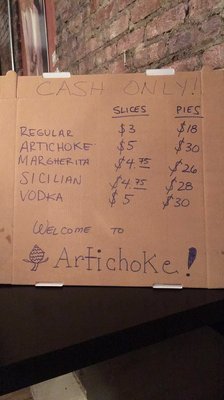 CASH ONLY!
SLICES PIES
REGULAR $3 $18
ARTICHOKE $5 $30
MARGHERITA $4.75 $26
SICILIAN $4.75 $28
VODKA $5 $30
WELCOME TO
Artichoke!